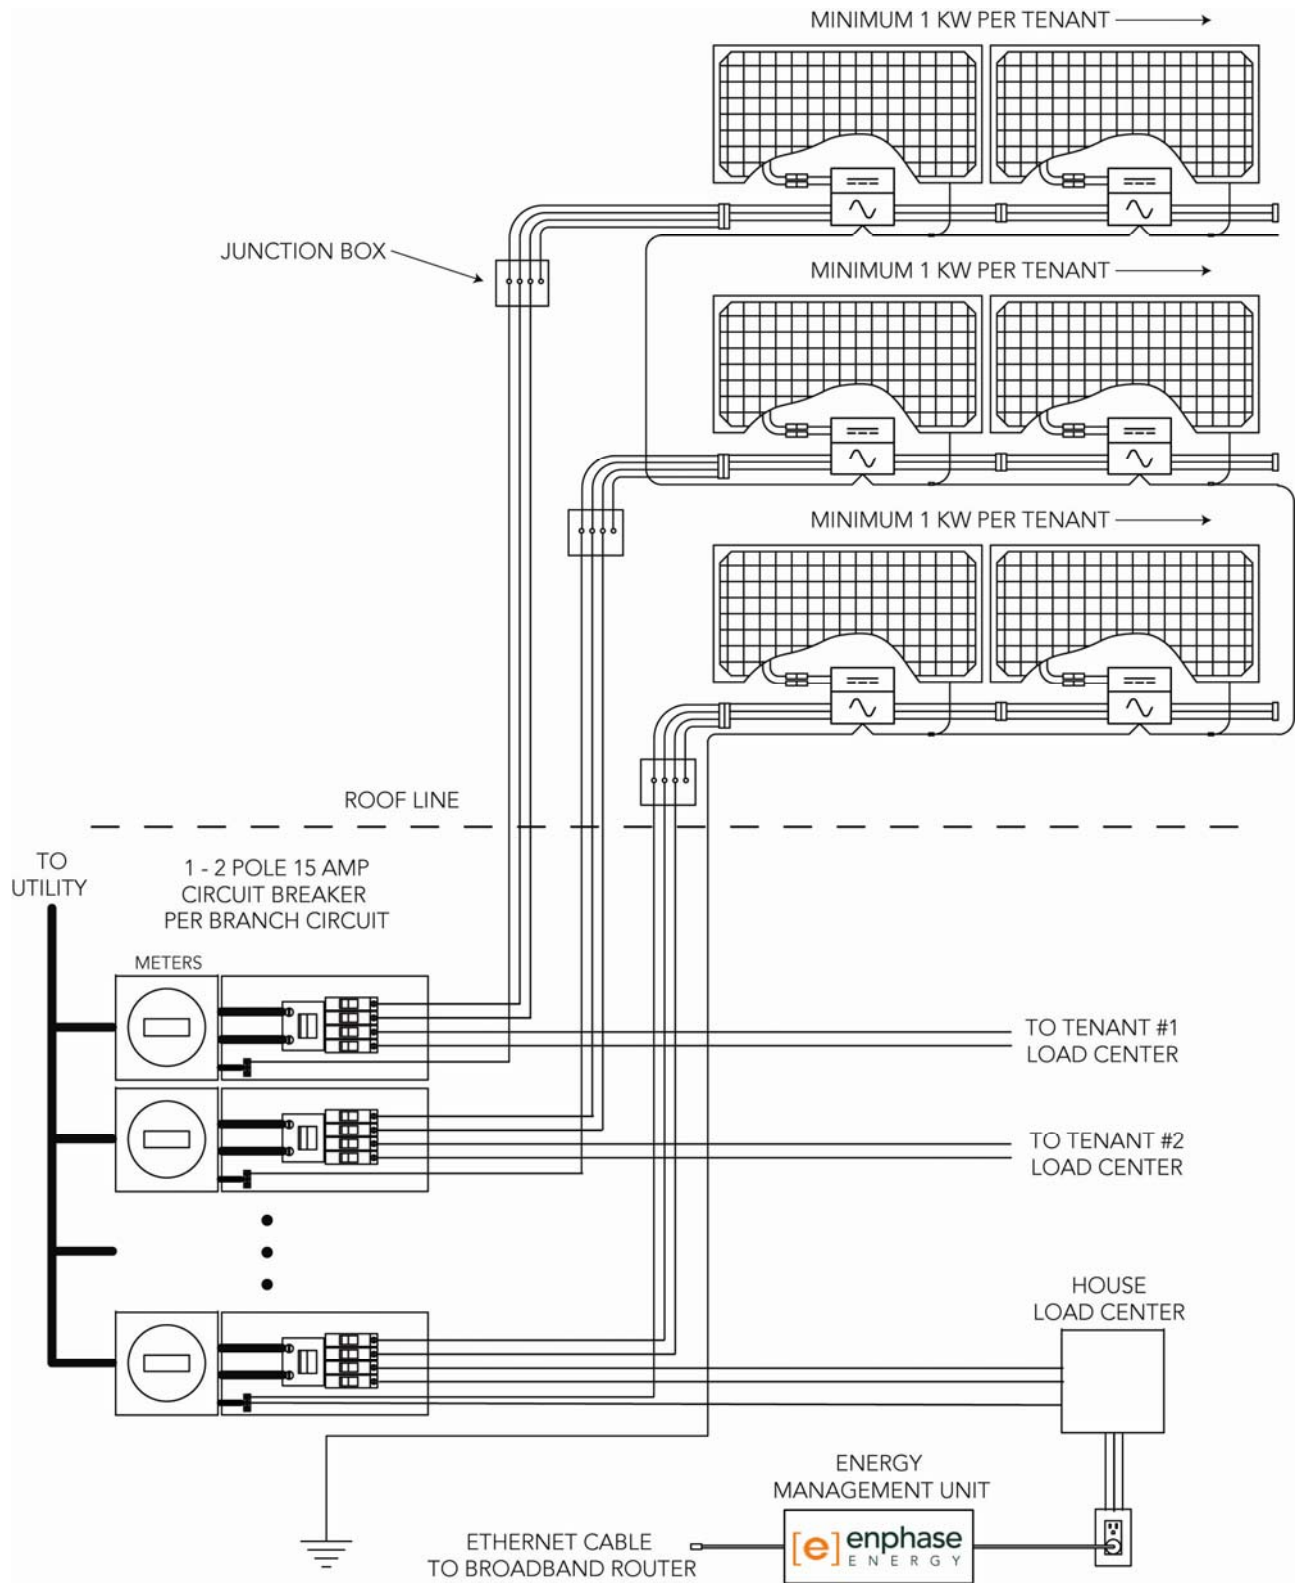 MINIMUM 1 KW PER TENANT
JUNCTION BOX
MINIMUM 1 KW PER TENANT
MINIMUM 1 KW PER TENANT
ROOF LINE
TO
UTILITY
1 - 2 POLE 15 AMP
CIRCUIT BREAKER
PER BRANCH CIRCUIT
METERS
TO TENANT #1
LOAD CENTER
TO TENANT #2
LOAD CENTER
HOUSE
LOAD CENTER
ENERGY
MANAGEMENT UNIT
ETHERNET CABLE
TO BROADBAND ROUTER
[e] enphase
ENERGY